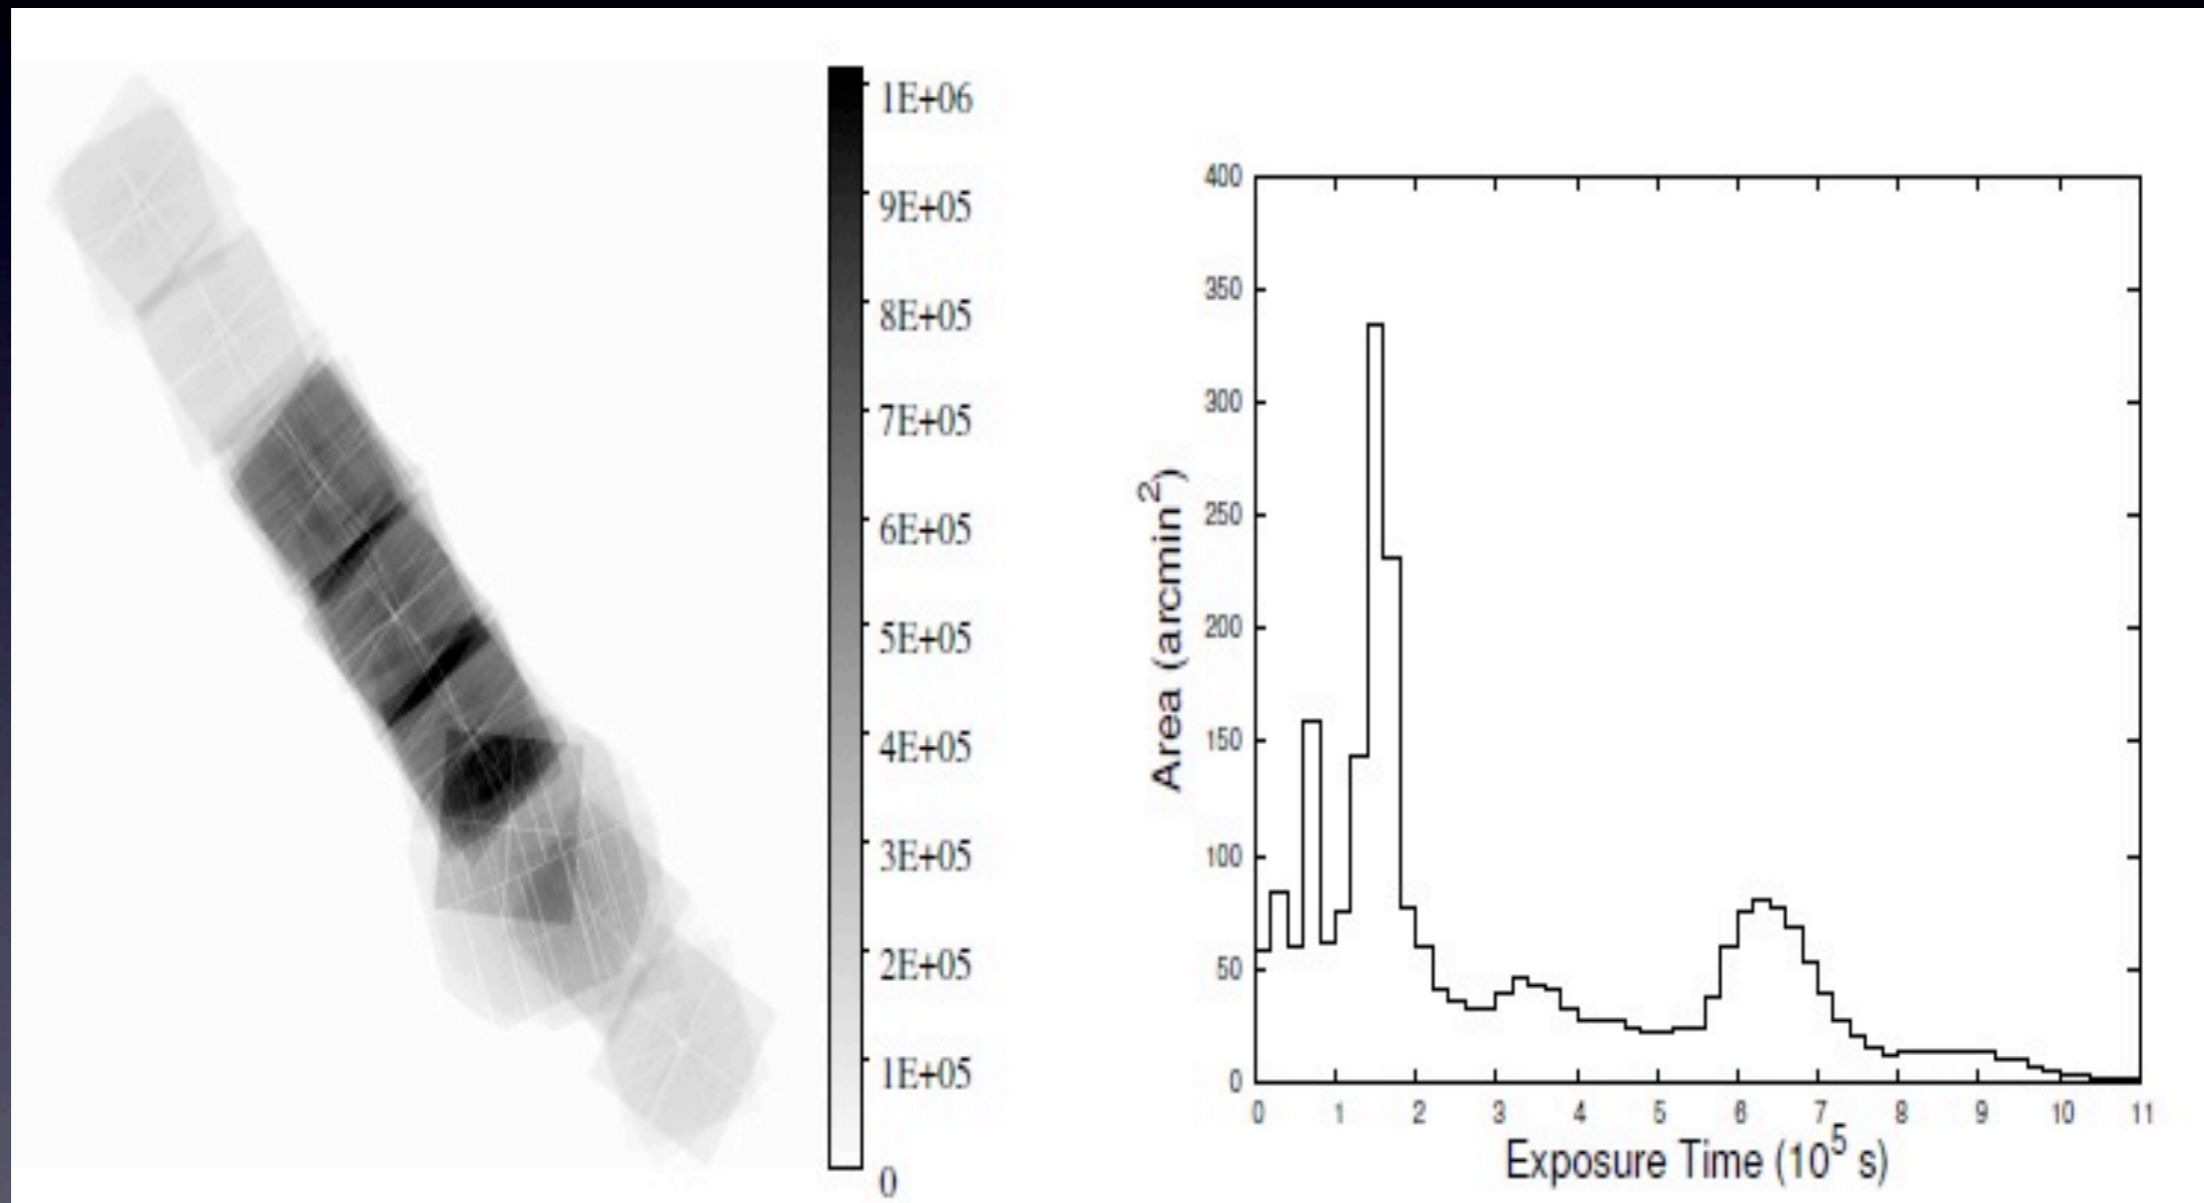 1E+06
9E+05
8E+05
7E+05
6E+05
5E+05
4E+05
3E+05
2E+05
1E+05
0
400
350
300
250
200
150
100
50
0
Area (arcmin²)
0 1 2 3 4 5 6 7 8 9 10 11
Exposure Time (10⁵ s)